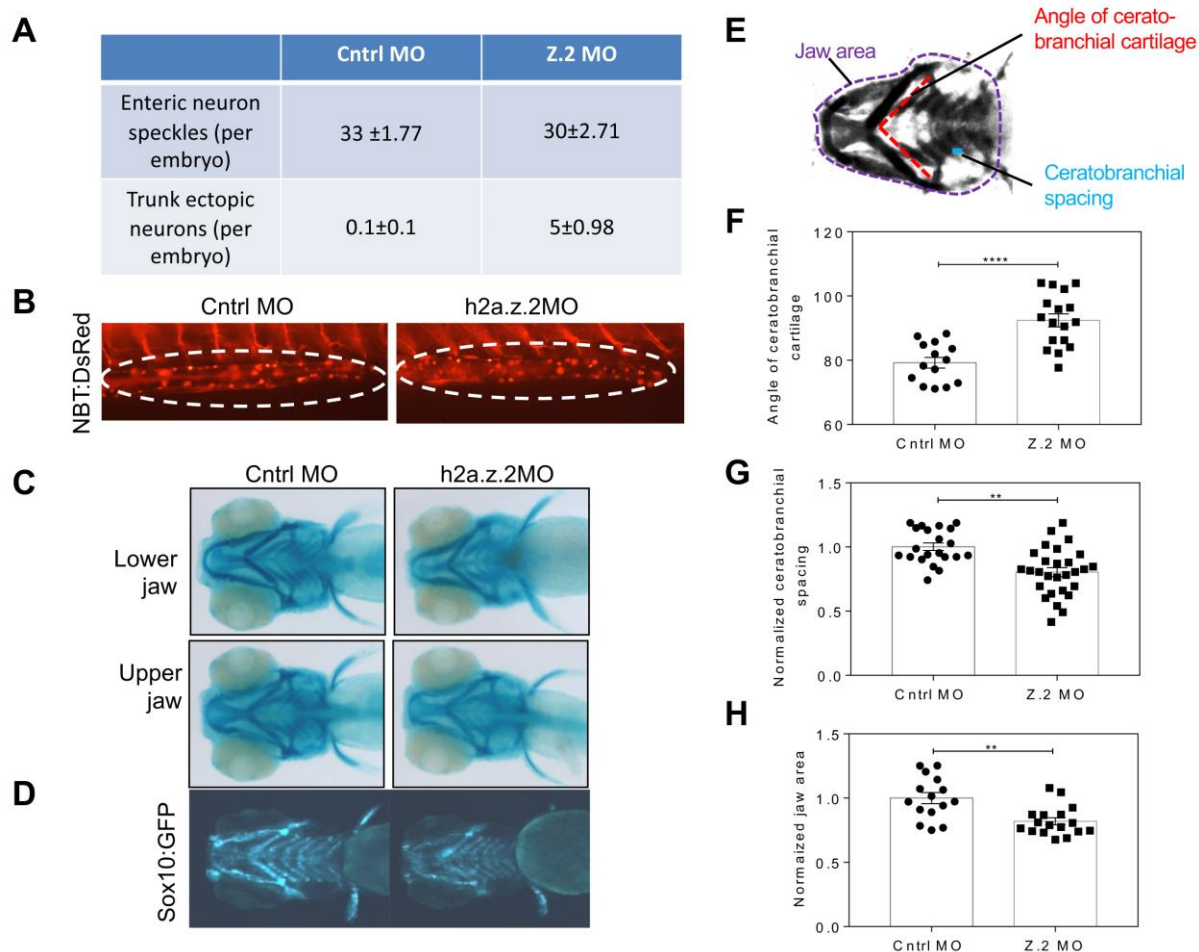 A
Cntrl MO
Z.2 MO
Enteric neuron
speckles (per
embryo)
33 ±1.77
30±2.71
Trunk ectopic
neurons (per
embryo)
0.1±0.1
5±0.98
B
Cntrl MO
h2a.z.2MO
NBT:DsRed
C
Cntrl MO
h2a.z.2MO
Lower
jaw
Upper
jaw
D
Sox10:GFP
E
Jaw area
Angle of cerato-
branchial cartilage
Ceratobranchial
spacing
F
Angle of ceratobranchial
cartilage
120
100
80
60
****
Cntrl MO
Z.2 MO
G
Normalized ceratobranchial
spacing
1.5
1.0
0.5
0.0
**
Cntrl MO
Z.2 MO
H
Normaized jaw area
1.5
1.0
0.5
0.0
**
Cntrl MO
Z.2 MO